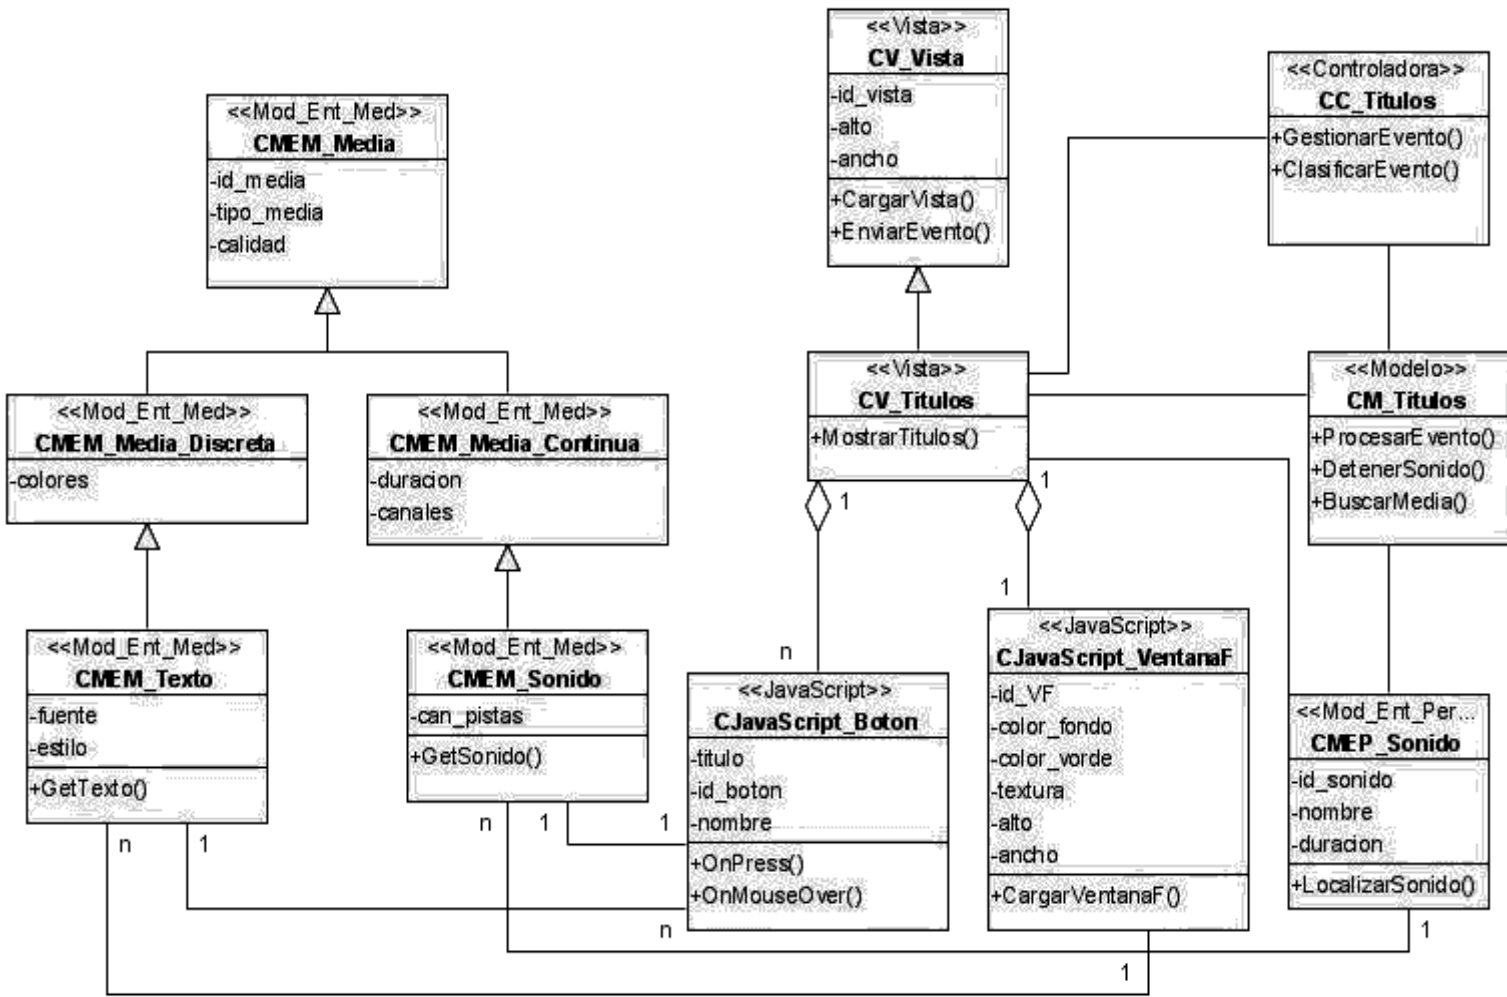 <<Vista>>
CV_Vista
-id_vista
-alto
-ancho
+CargarVista()
+EnviarEvento()
<<Controladora>>
CC_Titulos
+GestionarEvento()
+ClasificarEvento()
<<Mod_Ent_Med>>
CMEM_Media
-id_media
-tipo_media
-calidad
<<Mod_Ent_Med>>
CMEM_Media_Discreta
-colores
<<Mod_Ent_Med>>
CMEM_Media_Continua
-duracion
-canales
<<Vista>>
CV_Titulos
+MostrarTitulos()
<<Modelo>>
CM_Titulos
+ProcesarEvento()
+DetenerSonido()
+BuscarMedia()
1
1
n
1
<<Mod_Ent_Med>>
CMEM_Texto
-fuente
-estilo
+GetTexto()
<<Mod_Ent_Med>>
CMEM_Sonido
-can_pistas
+GetSonido()
<<JavaScript>>
CJavaScript_Boton
-titulo
-id_boton
-nombre
+OnPress()
+OnMouseOver()
<<JavaScript>>
CJavaScript_VentanaF
-id_VF
-color_fondo
-color_vorde
-textura
-alto
-ancho
+CargarVentanaF()
<<Mod_Ent_Per...
CMEP_Sonido
-id_sonido
-nombre
-duracion
+LocalizarSonido()
n
1
n
1
1
n
1
1